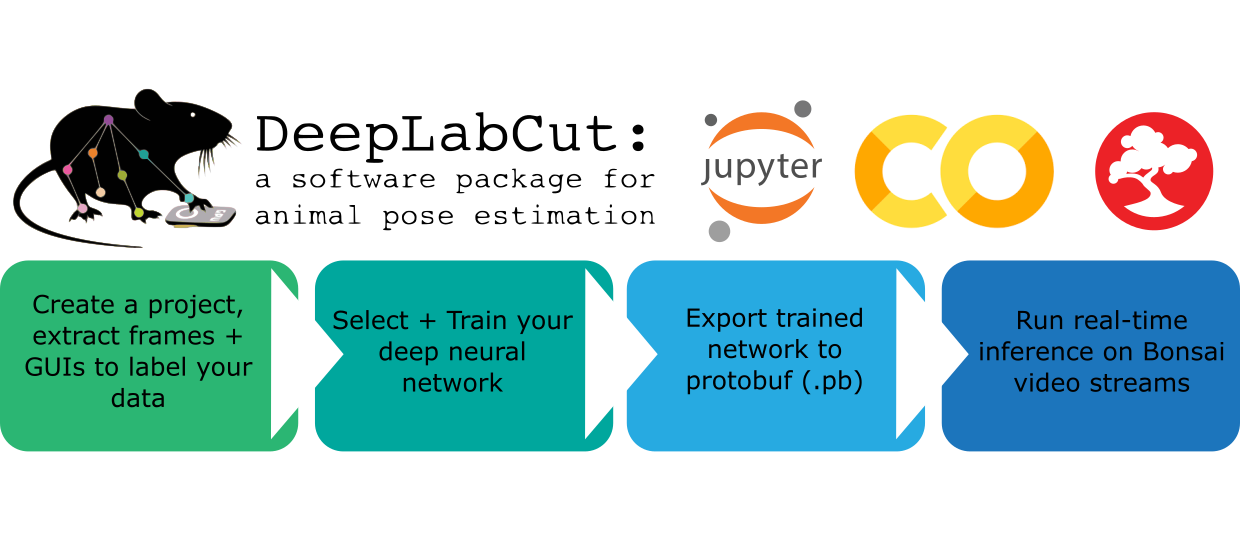 DeepLabCut:
a software package for
animal pose estimation
jupyter
Create a project,
extract frames +
GUIs to label your
data
Select + Train your
deep neural
network
Export trained
network to
protobuf (.pb)
Run real-time
inference on Bonsai
video streams